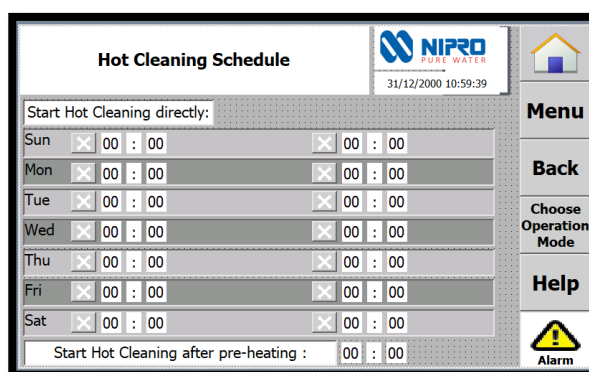 Hot Cleaning Schedule
NIPRO
PURE WATER
31/12/2000 10:59:39
Start Hot Cleaning directly:
Sun 00 : 00 00 : 00
Mon 00 : 00 00 : 00
Tue 00 : 00 00 : 00
Wed 00 : 00 00 : 00
Thu 00 : 00 00 : 00
Fri 00 : 00 00 : 00
Sat 00 : 00 00 : 00
Start Hot Cleaning after pre-heating : 00 : 00
Menu
Back
Choose
Operation
Mode
Help
Alarm